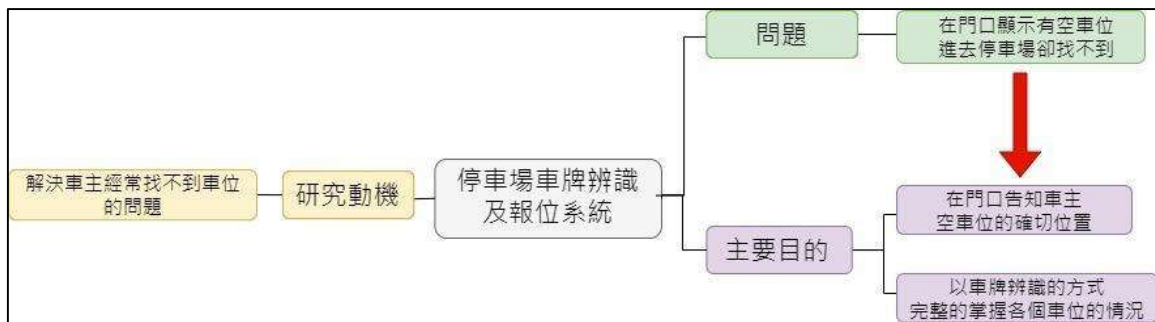 問題
在門口顯示有空車位
進去停車場卻找不到
解決車主經常找不到車位
的問題
研究動機
停車場車牌辨識
及報位系統
在門口告知車主
空車位的確切位置
主要目的
以車牌辨識的方式
完整的掌握各個車位的情況